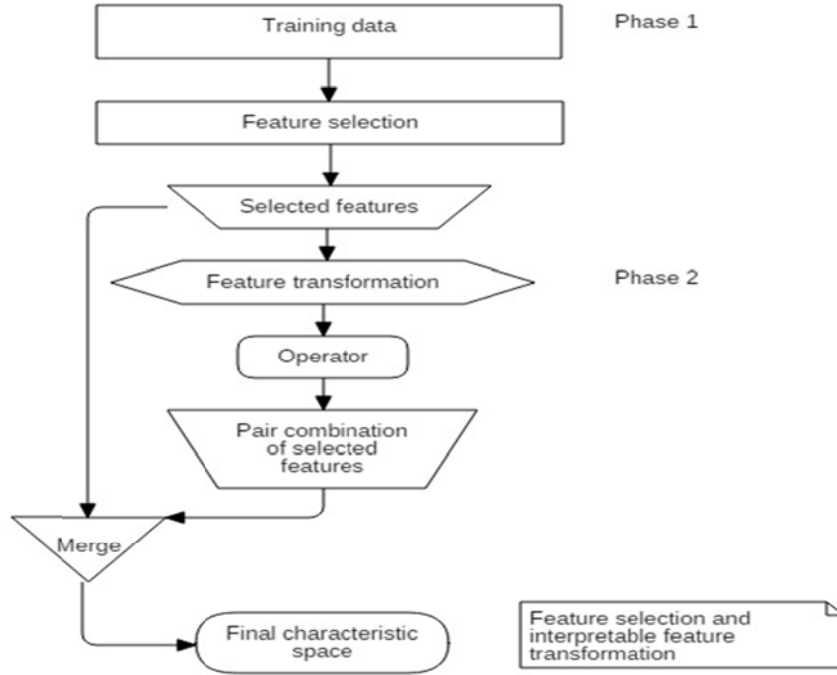 Training data
Phase 1
Feature selection
Selected features
Feature transformation
Phase 2
Operator
Pair combination
of selected
features
Merge
Final characteristic
space
Feature selection and
interpretable feature
transformation